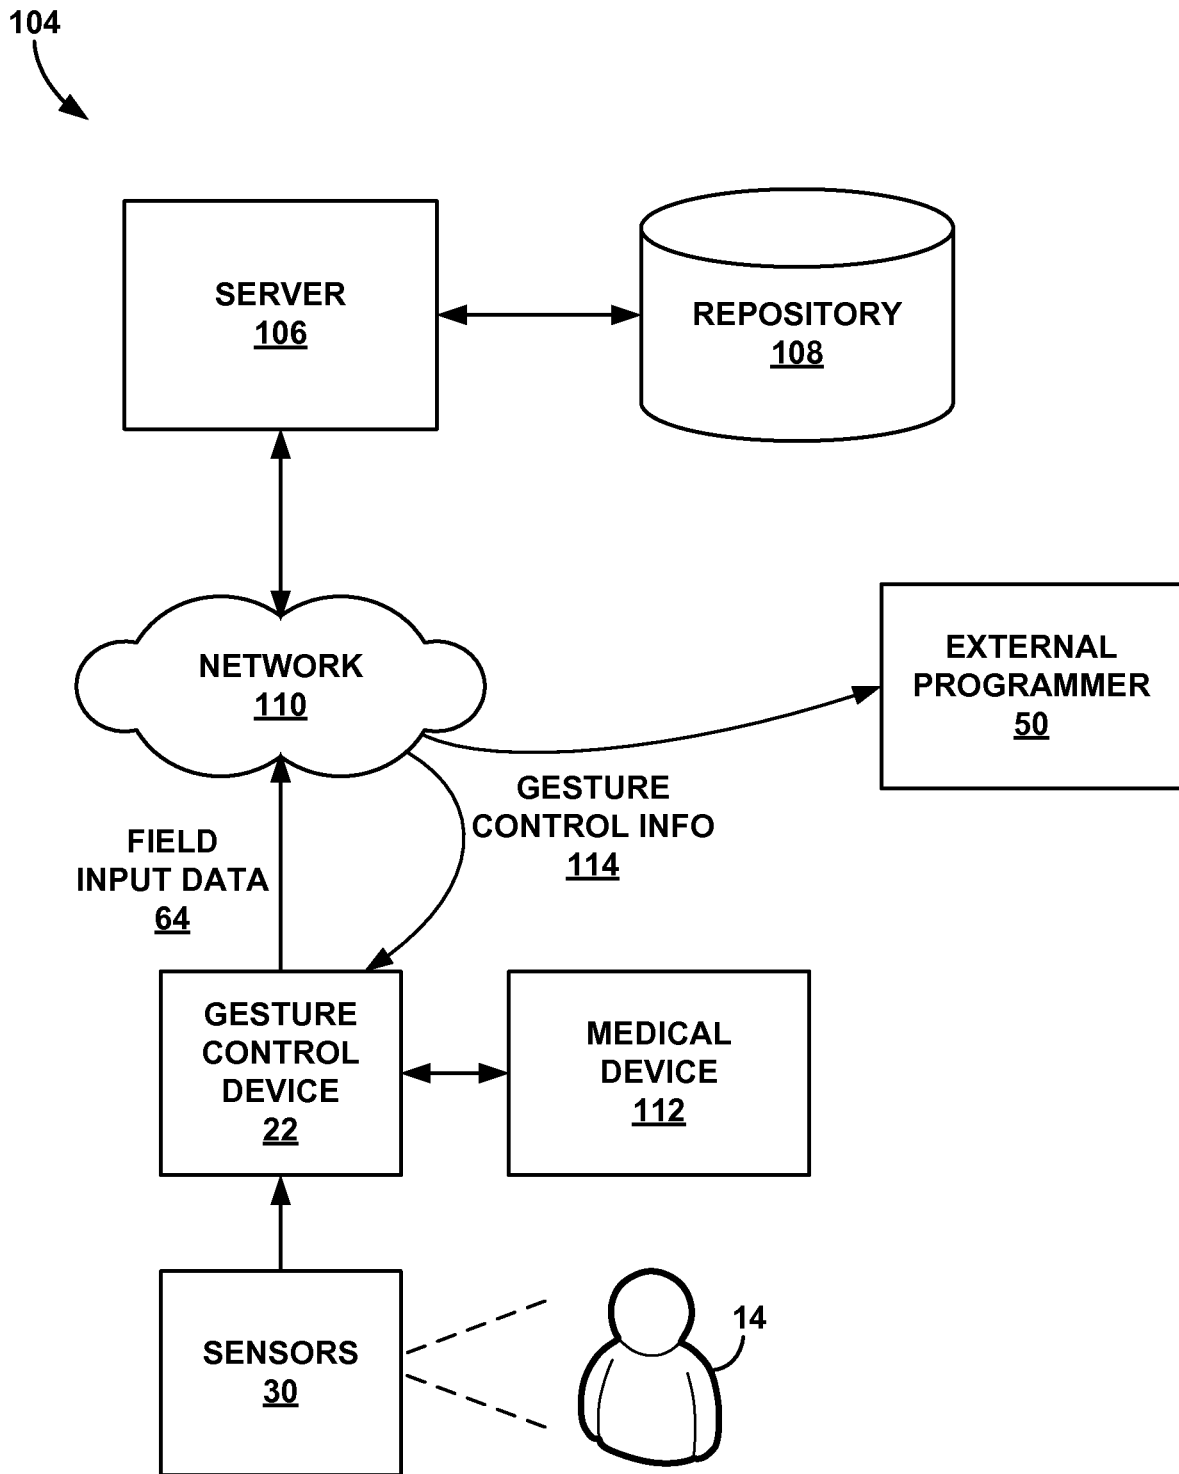 104
SERVER
106
REPOSITORY
108
NETWORK
110
EXTERNAL
PROGRAMMER
50
GESTURE
CONTROL INFO
114
FIELD
INPUT DATA
64
GESTURE
CONTROL
DEVICE
22
MEDICAL
DEVICE
112
SENSORS
30
14